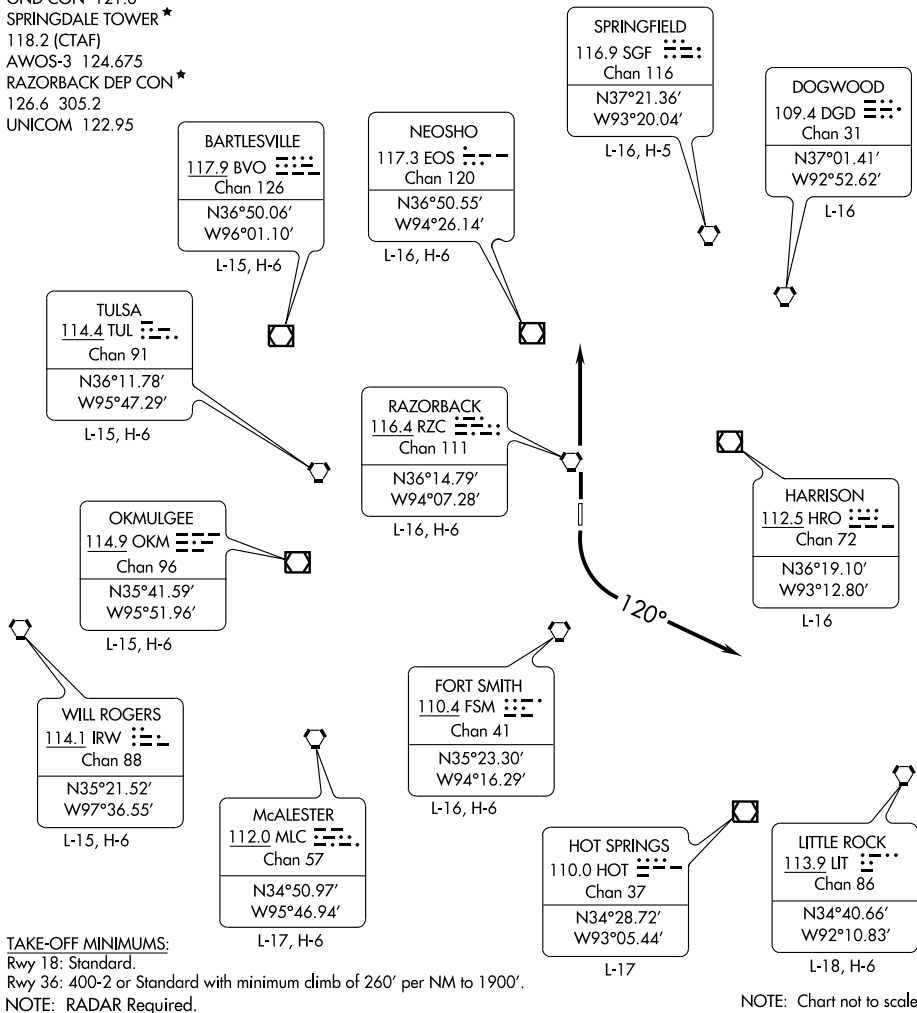 GND CON 121.6
SPRINGDALE TOWER ★
118.2 (CTAF)
AWOS-3 124.675
RAZORBACK DEP CON ★
126.6 305.2
UNICOM 122.95
SPRINGFIELD
116.9 SGF
Chan 116
N37°21.36′
W93°20.04′
L-16, H-5
DOGWOOD
109.4 DGD
Chan 31
N37°01.41′
W92°52.62′
L-16
BARTLESVILLE
117.9 BVO
Chan 126
N36°50.06′
W96°01.10′
L-15, H-6
NEOSHO
117.3 EOS
Chan 120
N36°50.55′
W94°26.14′
L-16, H-6
TULSA
114.4 TUL
Chan 91
N36°11.78′
W95°47.29′
L-15, H-6
RAZORBACK
116.4 RZC
Chan 111
N36°14.79′
W94°07.28′
L-16, H-6
HARRISON
112.5 HRO
Chan 72
N36°19.10′
W93°12.80′
L-16
OKMULGEE
114.9 OKM
Chan 96
N35°41.59′
W95°51.96′
L-15, H-6
120°
WILL ROGERS
114.1 IRW
Chan 88
N35°21.52′
W97°36.55′
L-15, H-6
FORT SMITH
110.4 FSM
Chan 41
N35°23.30′
W94°16.29′
L-16, H-6
McALESTER
112.0 MLC
Chan 57
N34°50.97′
W95°46.94′
L-17, H-6
HOT SPRINGS
110.0 HOT
Chan 37
N34°28.72′
W93°05.44′
L-17
LITTLE ROCK
113.9 LIT
Chan 86
N34°40.66′
W92°10.83′
L-18, H-6
TAKE-OFF MINIMUMS:
Rwy 18: Standard.
Rwy 36: 400-2 or Standard with minimum climb of 260′ per NM to 1900′.
NOTE: RADAR Required.
NOTE: Chart not to scale